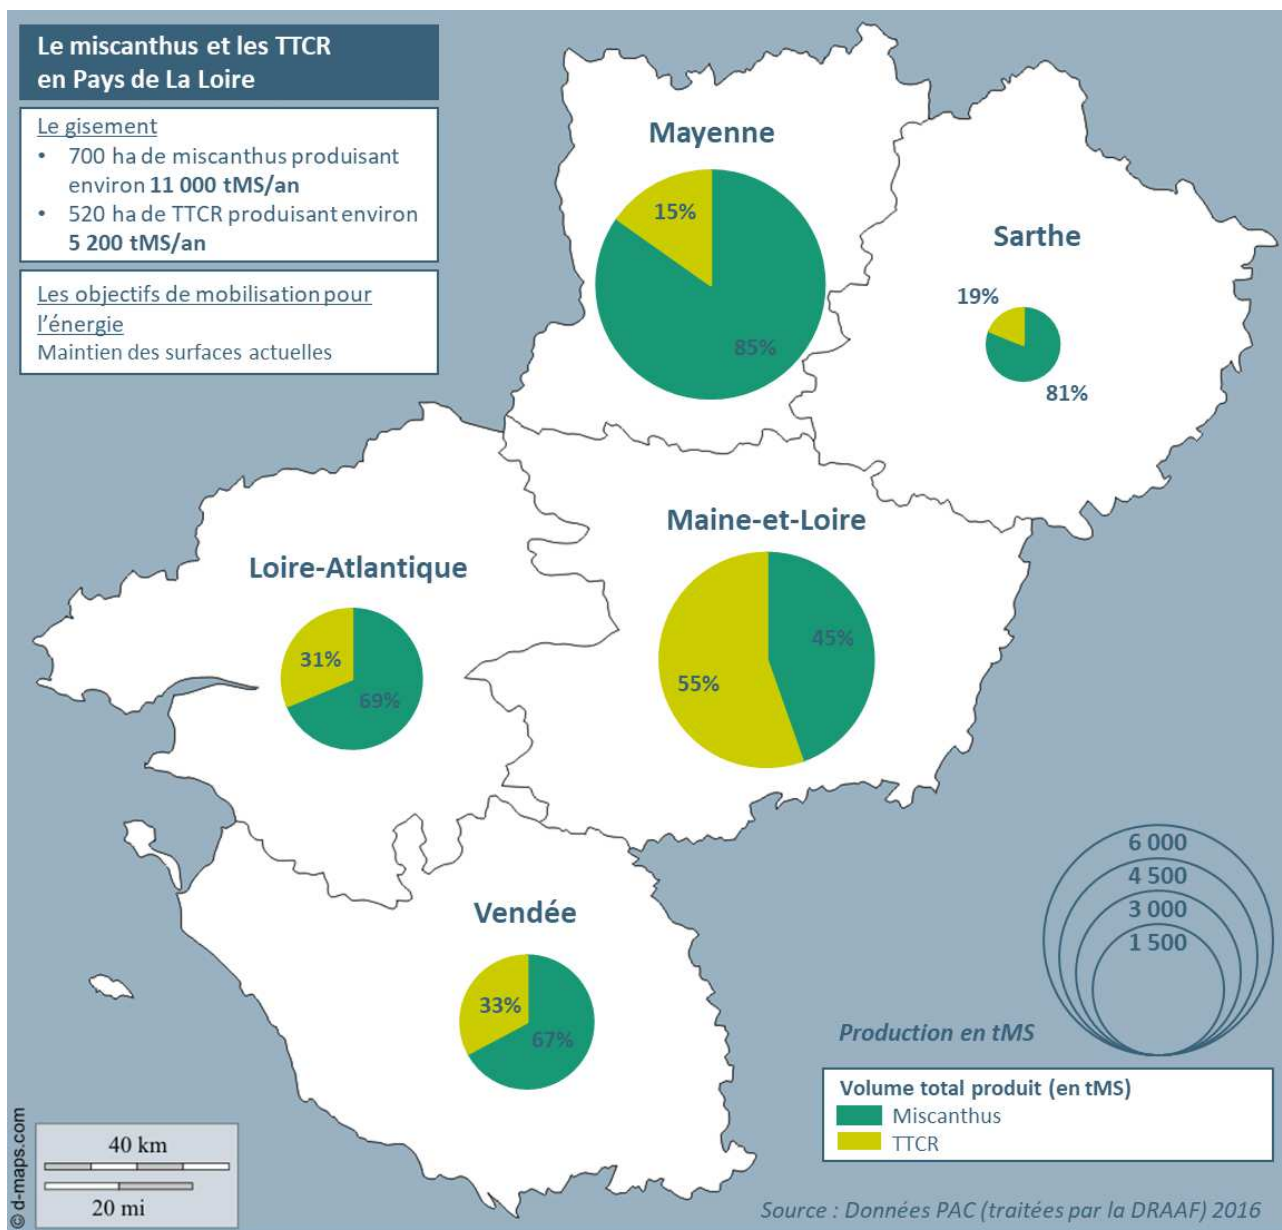 Le miscanthus et les TTCR
en Pays de La Loire
Le gisement
• 700 ha de miscanthus produisant
environ 11 000 tMS/an
• 520 ha de TTCR produisant environ
5 200 tMS/an
Les objectifs de mobilisation pour
l'énergie
Maintien des surfaces actuelles
Mayenne
15%
85%
Sarthe
19%
81%
Maine-et-Loire
45%
55%
Loire-Atlantique
31%
69%
Vendée
33%
67%
6 000
4 500
3 000
1 500
Production en tMS
Volume total produit (en tMS)
Miscanthus
TTCR
40 km
20 mi
© d-maps.com
Source : Données PAC (traitées par la DRAAF) 2016